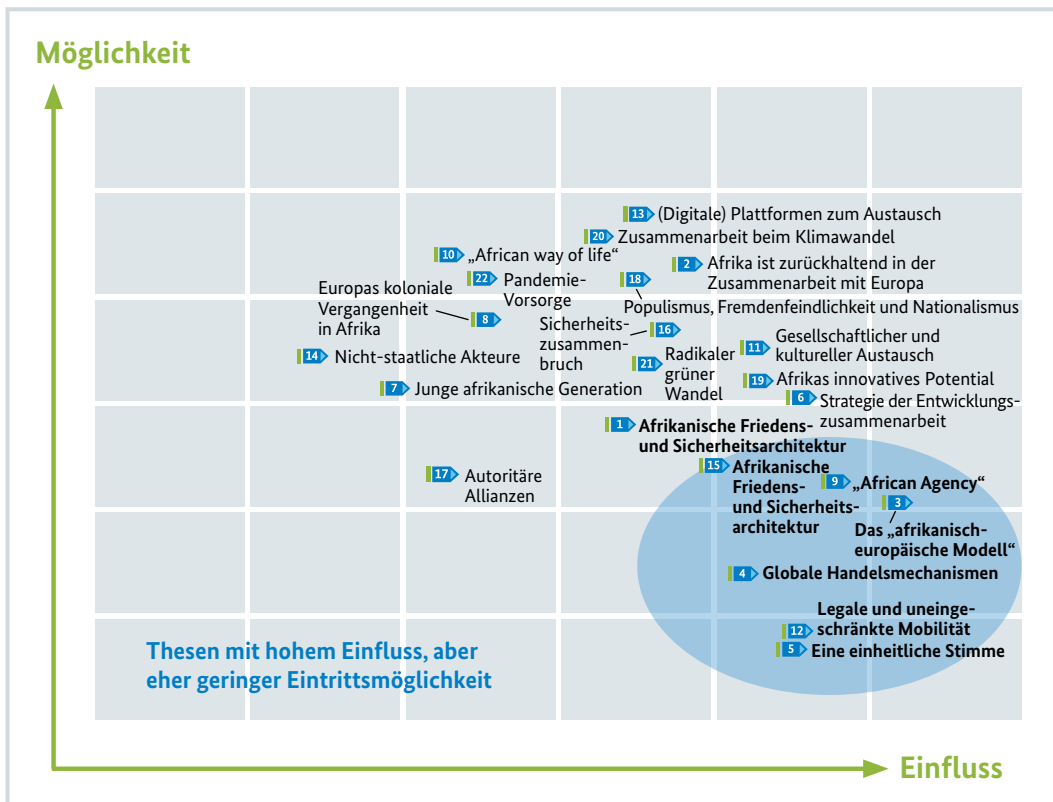 Möglichkeit
13 (Digitale) Plattformen zum Austausch
20 Zusammenarbeit beim Klimawandel
10 „African way of life“
2 Afrika ist zurückhaltend in der
Zusammenarbeit mit Europa
22 Pandemie-
Vorsorge
18
Populismus, Fremdenfeindlichkeit und Nationalismus
Europas koloniale
Vergangenheit
in Afrika
8
Sicherheits-
zusammen-
bruch
16
11 Gesellschaftlicher und
kultureller Austausch
14 Nicht-staatliche Akteure
21 Radikaler
grüner
Wandel
19 Afrikas innovatives Potential
7 Junge afrikanische Generation
6 Strategie der Entwicklungs-
zusammenarbeit
1 Afrikanische Friedens-
und Sicherheitsarchitektur
15 Afrikanische
Friedens-
und Sicherheits-
architektur
17 Autoritäre
Allianzen
9 „African Agency“
3
Das „afrikanisch-
europäische Modell“
4 Globale Handelsmechanismen
Legale und uneinge-
12 schränkte Mobilität
5 Eine einheitliche Stimme
Thesen mit hohem Einfluss, aber
eher geringer Eintrittsmöglichkeit
Einfluss